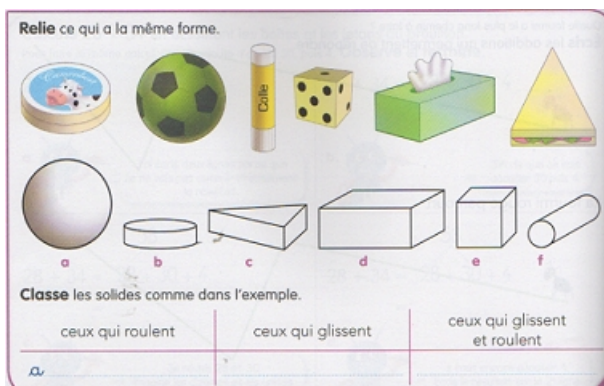 Relie ce qui a la même forme.
Camembert
Colle
a b c d e f
Classe les solides comme dans l'exemple.
ceux qui roulent
ceux qui glissent
ceux qui glissent
et roulent
a